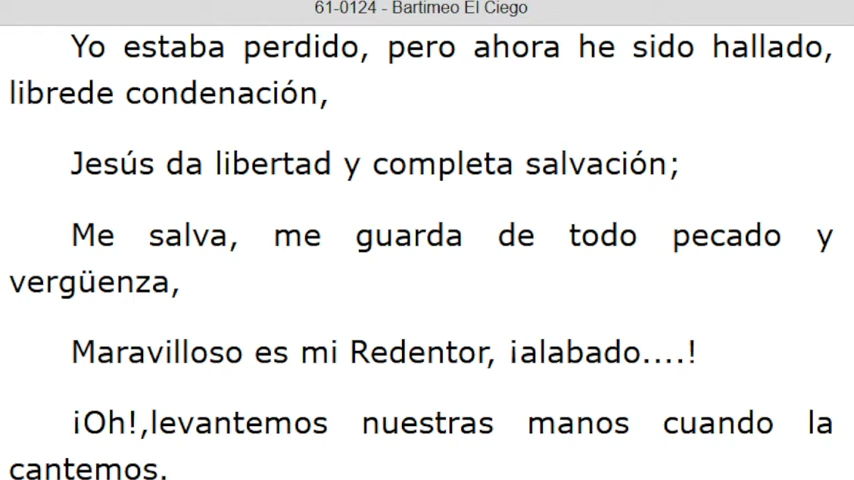 61-0124 - Bartimeo El Ciego
Yo estaba perdido, pero ahora he sido hallado,
librede condenación,
Jesús da libertad y completa salvación;
Me salva, me guarda de todo pecado y
vergüenza,
Maravilloso es mi Redentor, ¡alabado....!
¡Oh!,levantemos nuestras manos cuando la
cantemos.